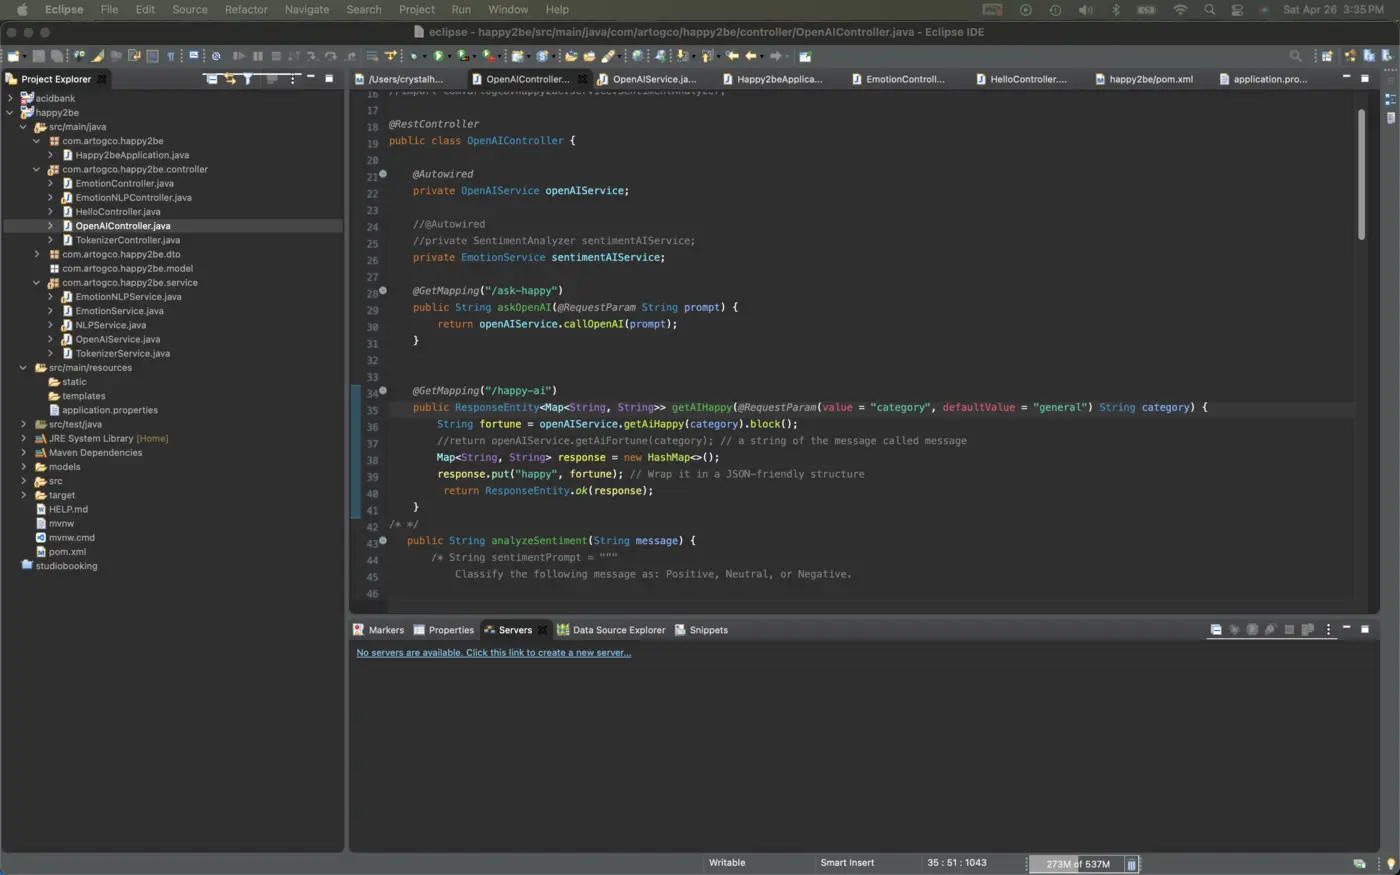 Eclipse File Edit Source Refactor Navigate Search Project Run Window Help Sat Apr 26 3:35 PM
eclipse - happy2be/src/main/java/com/artogco/happy2be/controller/OpenAIController.java - Eclipse IDE
Project Explorer
acidbank
happy2be
src/main/java
com.artogco.happy2be
Happy2beApplication.java
com.artogco.happy2be.controller
EmotionController.java
EmotionNLPController.java
HelloController.java
OpenAIController.java
TokenizerController.java
com.artogco.happy2be.dto
com.artogco.happy2be.model
com.artogco.happy2be.service
EmotionNLPService.java
EmotionService.java
NLPService.java
OpenAIService.java
TokenizerService.java
src/main/resources
static
templates
application.properties
src/test/java
JRE System Library [Home]
Maven Dependencies
models
src
target
HELP.md
mvnw
mvnw.cmd
pom.xml
studiobooking
/Users/crystalh... OpenAIController... OpenAIService.ja... Happy2beApplica... EmotionControll... HelloController.... happy2be/pom.xml application.pro...
16 //import com.artogco.happy2be.service.SentimentAnalyzer;
17
18 @RestController
19 public class OpenAIController {
20
21 @Autowired
22 private OpenAIService openAIService;
23
24 //@Autowired
25 //private SentimentAnalyzer sentimentAIService;
26 private EmotionService sentimentAIService;
27
28 @GetMapping("/ask-happy")
29 public String askOpenAI(@RequestParam String prompt) {
30 return openAIService.callOpenAI(prompt);
31 }
32
33
34 @GetMapping("/happy-ai")
35 public ResponseEntity<Map<String, String>> getAIHappy(@RequestParam(value = "category", defaultValue = "general") String category) {
36 String fortune = openAIService.getAiHappy(category).block();
37 //return openAIService.getAiFortune(category); // a string of the message called message
38 Map<String, String> response = new HashMap<>();
39 response.put("happy", fortune); // Wrap it in a JSON-friendly structure
40 return ResponseEntity.ok(response);
41 }
42 /* */
43 public String analyzeSentiment(String message) {
44 /* String sentimentPrompt = """
45 Classify the following message as: Positive, Neutral, or Negative.
46
Markers Properties Servers Data Source Explorer Snippets
No servers are available. Click this link to create a new server...
Writable Smart Insert 35 : 51 : 1043 273M of 537M